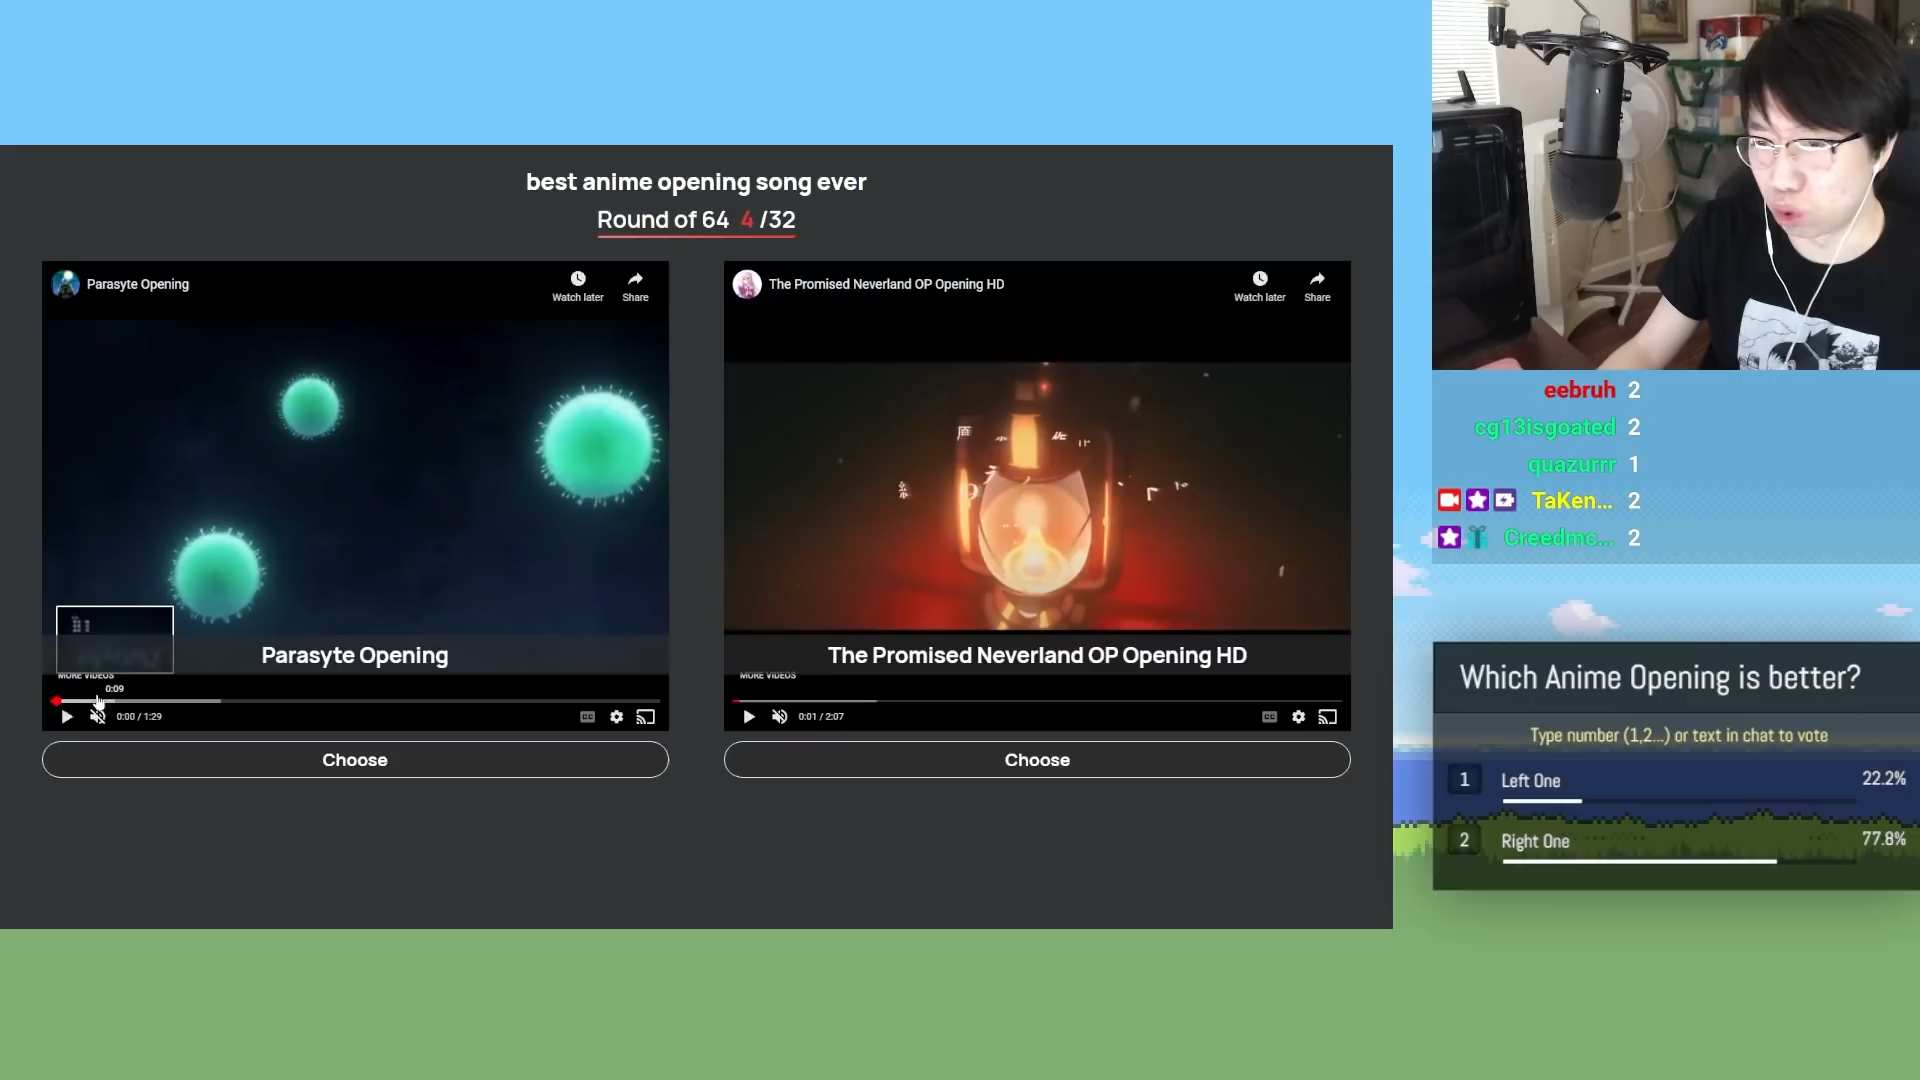 best anime opening song ever
Round of 64 4 /32
Parasyte Opening
Watch later
Share
Parasyte Opening
MORE VIDEOS
0:09
0:00 / 1:29
CC
Choose
The Promised Neverland OP Opening HD
Watch later
Share
原作
The Promised Neverland OP Opening HD
MORE VIDEOS
0:01 / 2:07
CC
Choose
eebruh 2
cg13isgoated 2
quazurrr 1
TaKen... 2
Creedmc... 2
Which Anime Opening is better?
Type number (1,2...) or text in chat to vote
1 Left One 22.2%
2 Right One 77.8%